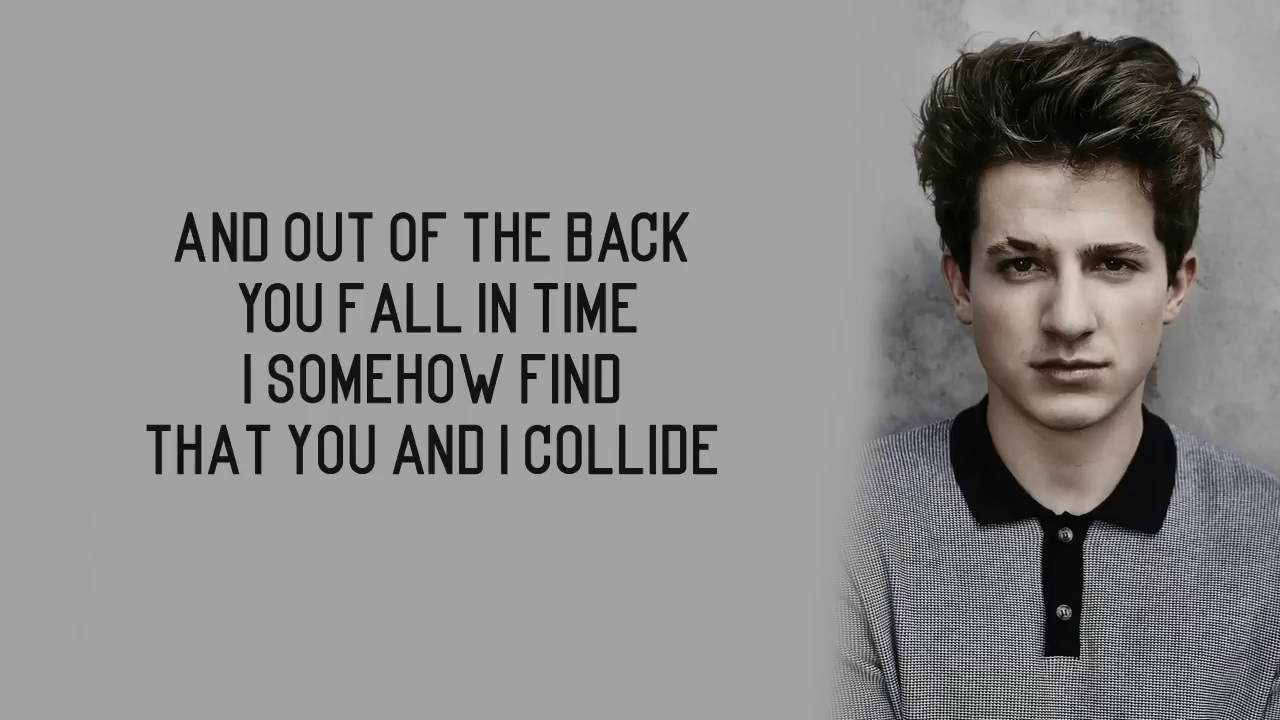 AND OUT OF THE BACK
YOU FALL IN TIME
I SOMEHOW FIND
THAT YOU AND I COLLIDE